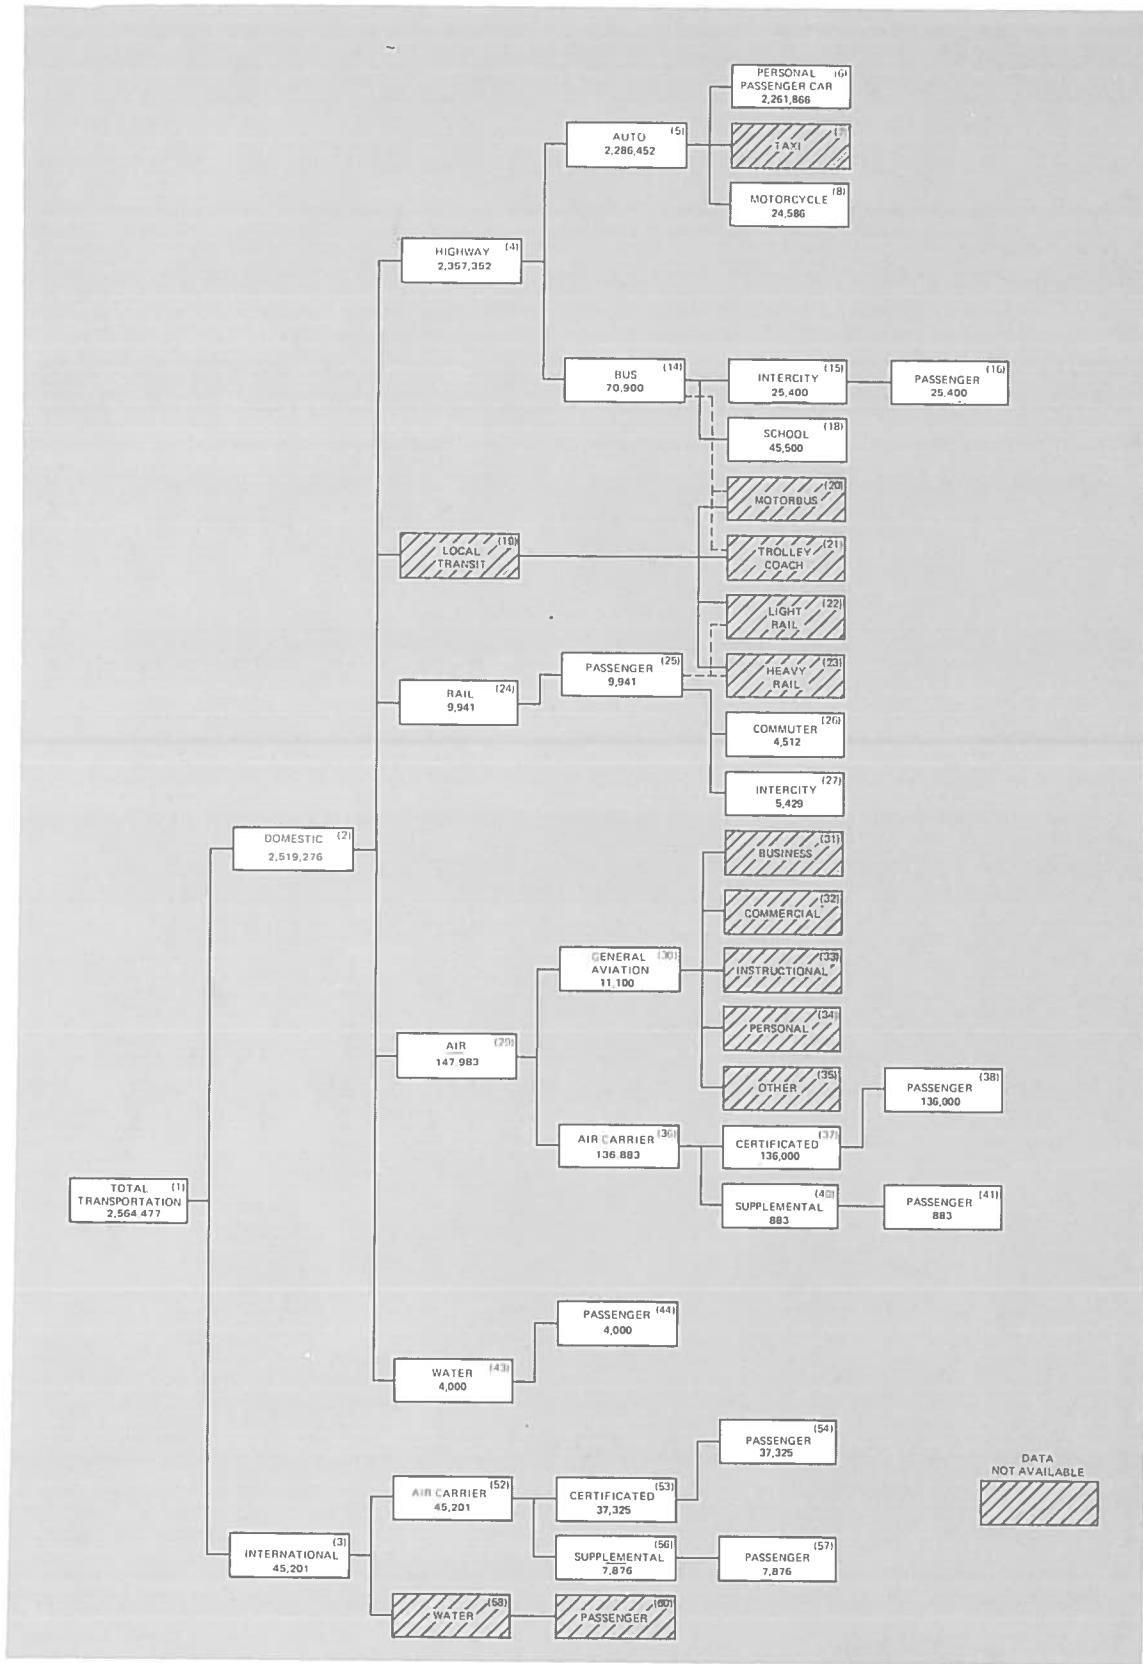 PERSONAL (6)
PASSENGER CAR
2,261,866
AUTO (5)
2,286,452
(7)
TAXI
MOTORCYCLE (8)
24,586
HIGHWAY (4)
2,357,352
BUS (14)
70,900
INTERCITY (15)
25,400
PASSENGER (16)
25,400
SCHOOL (18)
45,500
MOTORBUS (20)
LOCAL (19)
TRANSIT
TROLLEY (21)
COACH
LIGHT (22)
RAIL
PASSENGER (25)
9,941
HEAVY (23)
RAIL
RAIL (24)
9,941
COMMUTER (26)
4,512
INTERCITY (27)
5,429
DOMESTIC (2)
2,519,276
BUSINESS (31)
COMMERCIAL (32)
GENERAL (30)
AVIATION
11,100
INSTRUCTIONAL (33)
PERSONAL (34)
AIR (29)
147,983
OTHER (35)
PASSENGER (38)
136,000
AIR CARRIER (36)
136,883
CERTIFICATED (37)
136,000
TOTAL (1)
TRANSPORTATION
2,564,477
SUPPLEMENTAL (40)
883
PASSENGER (41)
883
PASSENGER (44)
4,000
WATER (43)
4,000
PASSENGER (54)
37,325
DATA
NOT AVAILABLE
AIR CARRIER (52)
45,201
CERTIFICATED (53)
37,325
INTERNATIONAL (3)
45,201
SUPPLEMENTAL (56)
7,876
PASSENGER (57)
7,876
WATER (58)
PASSENGER (60)